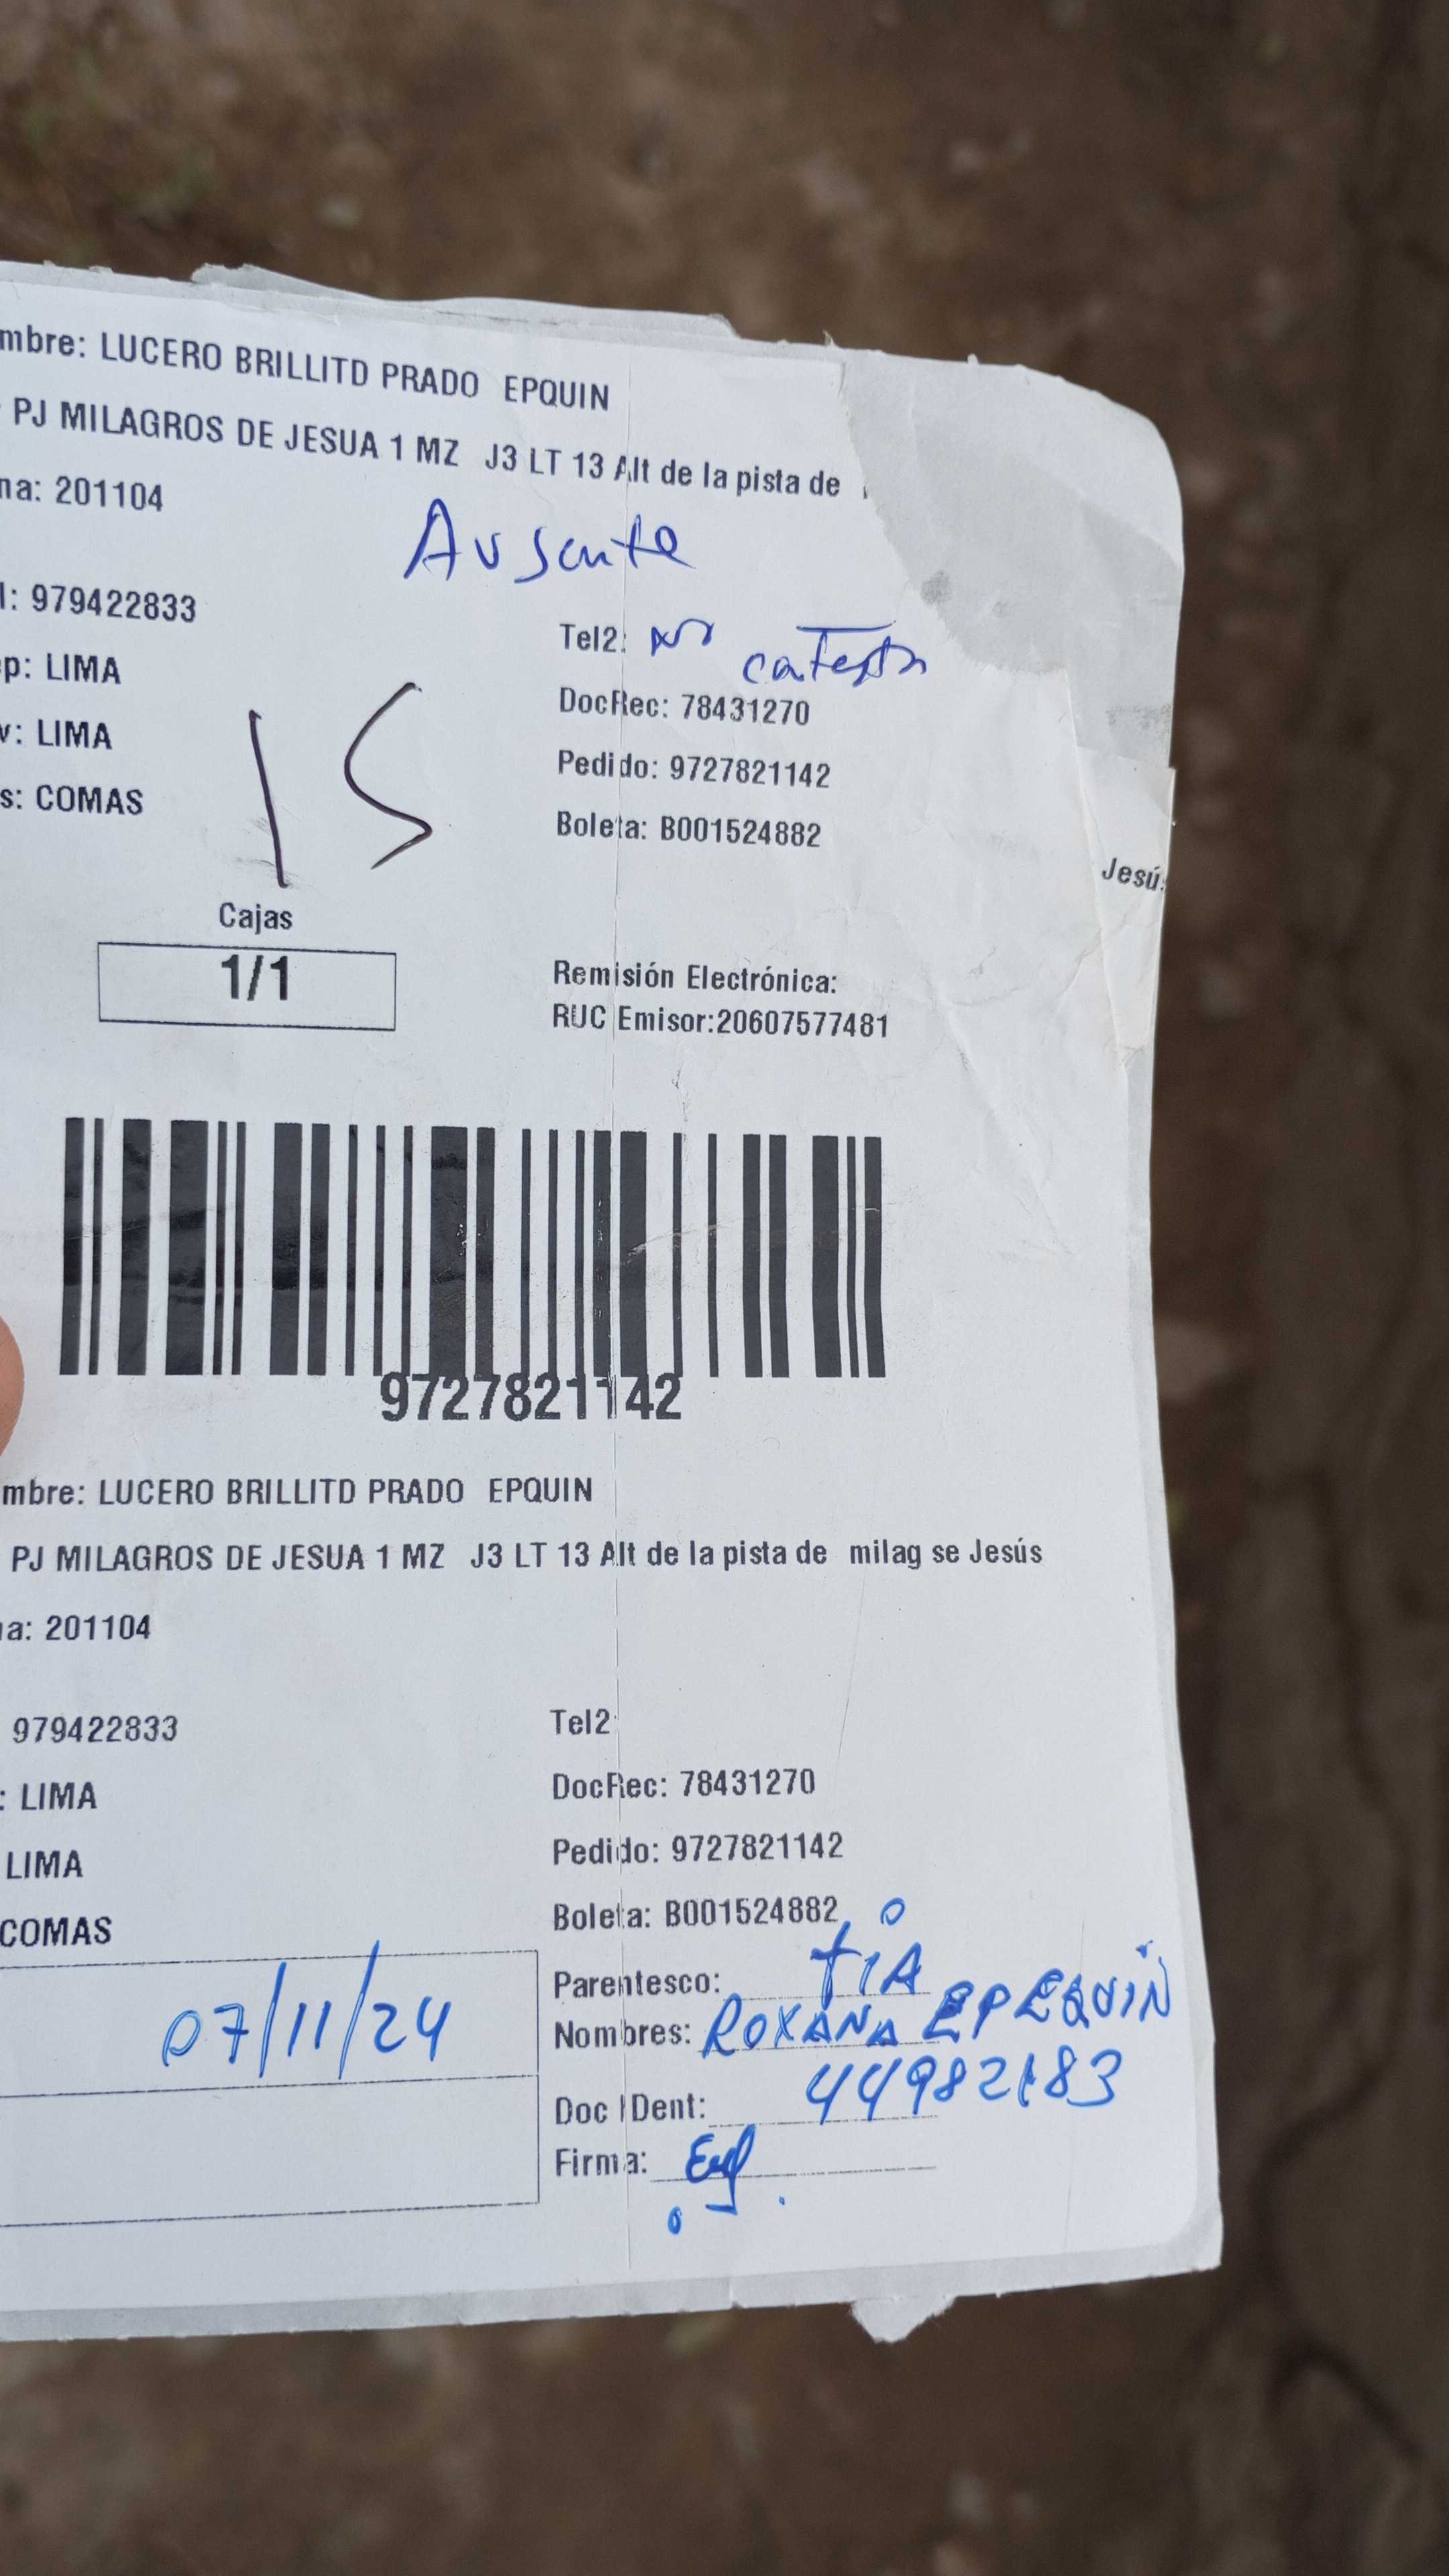 mbre: LUCERO BRILLITD PRADO EPQUIN
PJ MILAGROS DE JESUA 1 MZ J3 LT 13 Alt de la pista de
na: 201104
Ausente
l: 979422833
Tel2: no contesta
ep: LIMA
DocRec: 78431270
v: LIMA
15
Pedido: 9727821142
s: COMAS
Boleta: B001524882
Jesús
Cajas
1/1
Remisión Electrónica:
RUC Emisor:20607577481
9727821142
mbre: LUCERO BRILLITD PRADO EPQUIN
PJ MILAGROS DE JESUA 1 MZ J3 LT 13 Alt de la pista de milag se Jesús
na: 201104
979422833
Tel2:
: LIMA
DocRec: 78431270
LIMA
Pedido: 9727821142
COMAS
Boleta: B001524882
07/11/24
Parentesco: TIA
Nombres: ROXANA EPEQUIN
Doc IDent: 44982183
Firma: